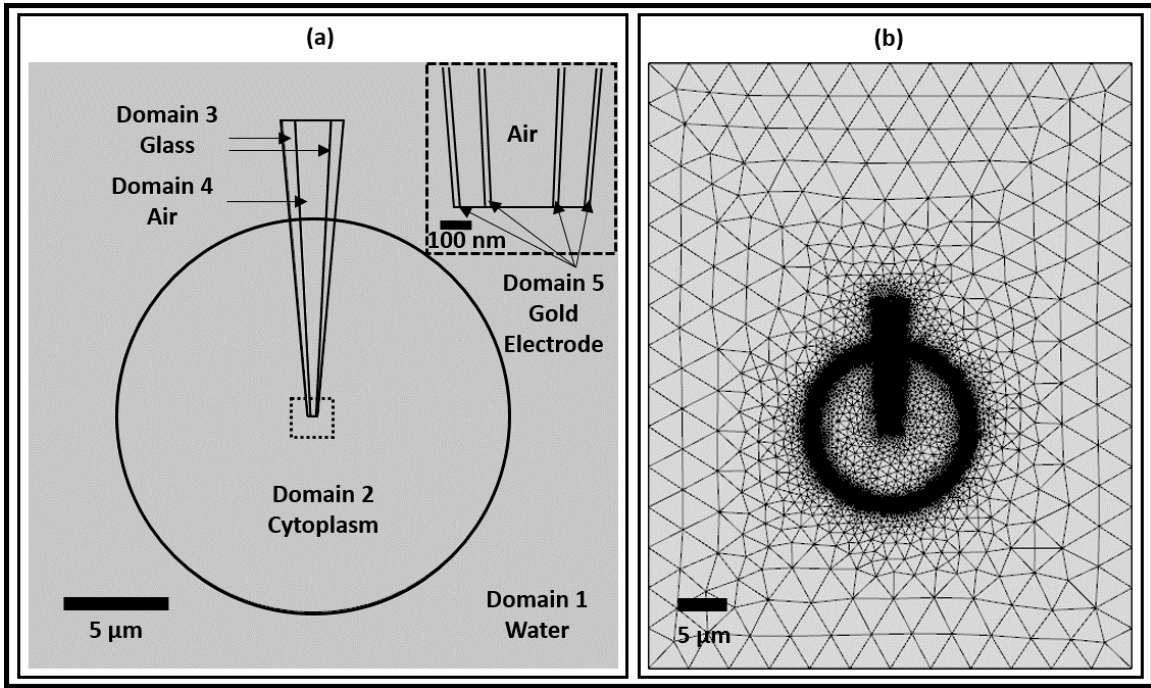 (a)
Domain 3
Glass
Domain 4
Air
Air
100 nm
Domain 5
Gold
Electrode
Domain 2
Cytoplasm
5 μm
Domain 1
Water
(b)
5 μm